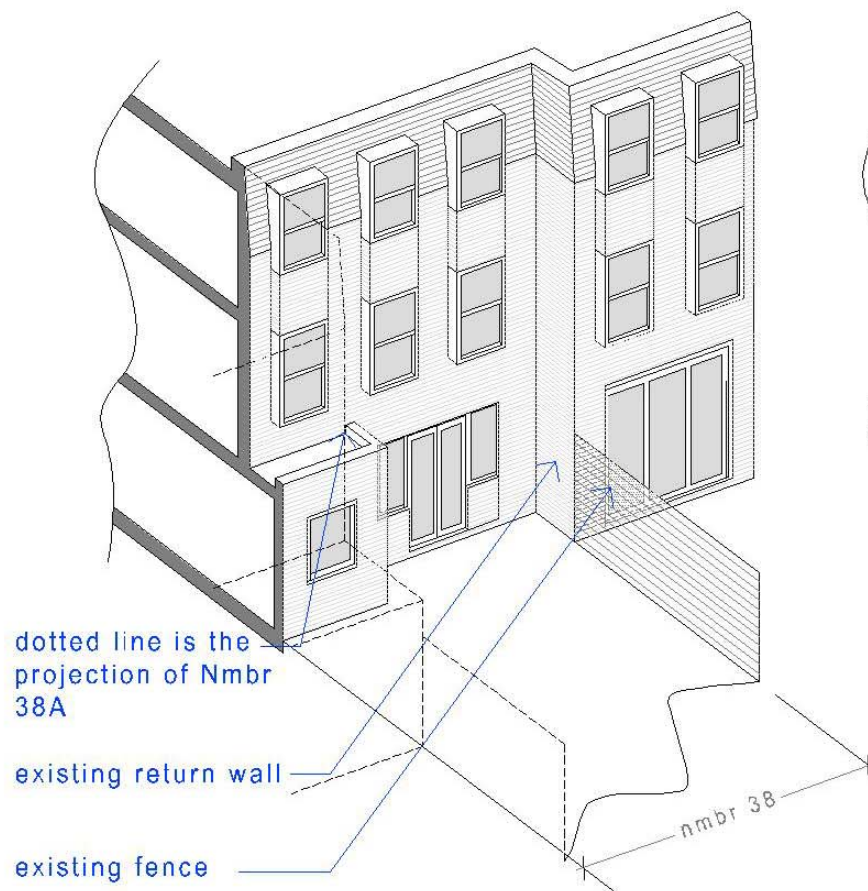 dotted line is the
projection of Nmbr
38A
existing return wall
existing fence
nmbr 38